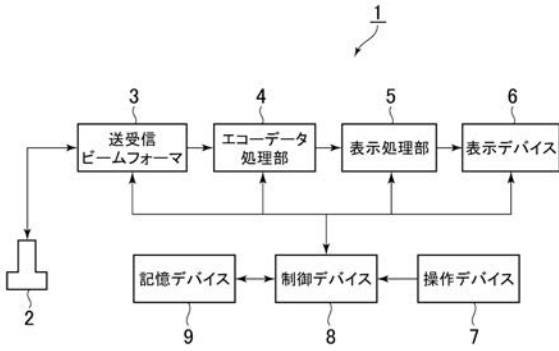 1
3
4
5
6
送受信
ビームフォーマ
エコーデータ
処理部
表示処理部
表示デバイス
2
記憶デバイス
制御デバイス
操作デバイス
9
8
7